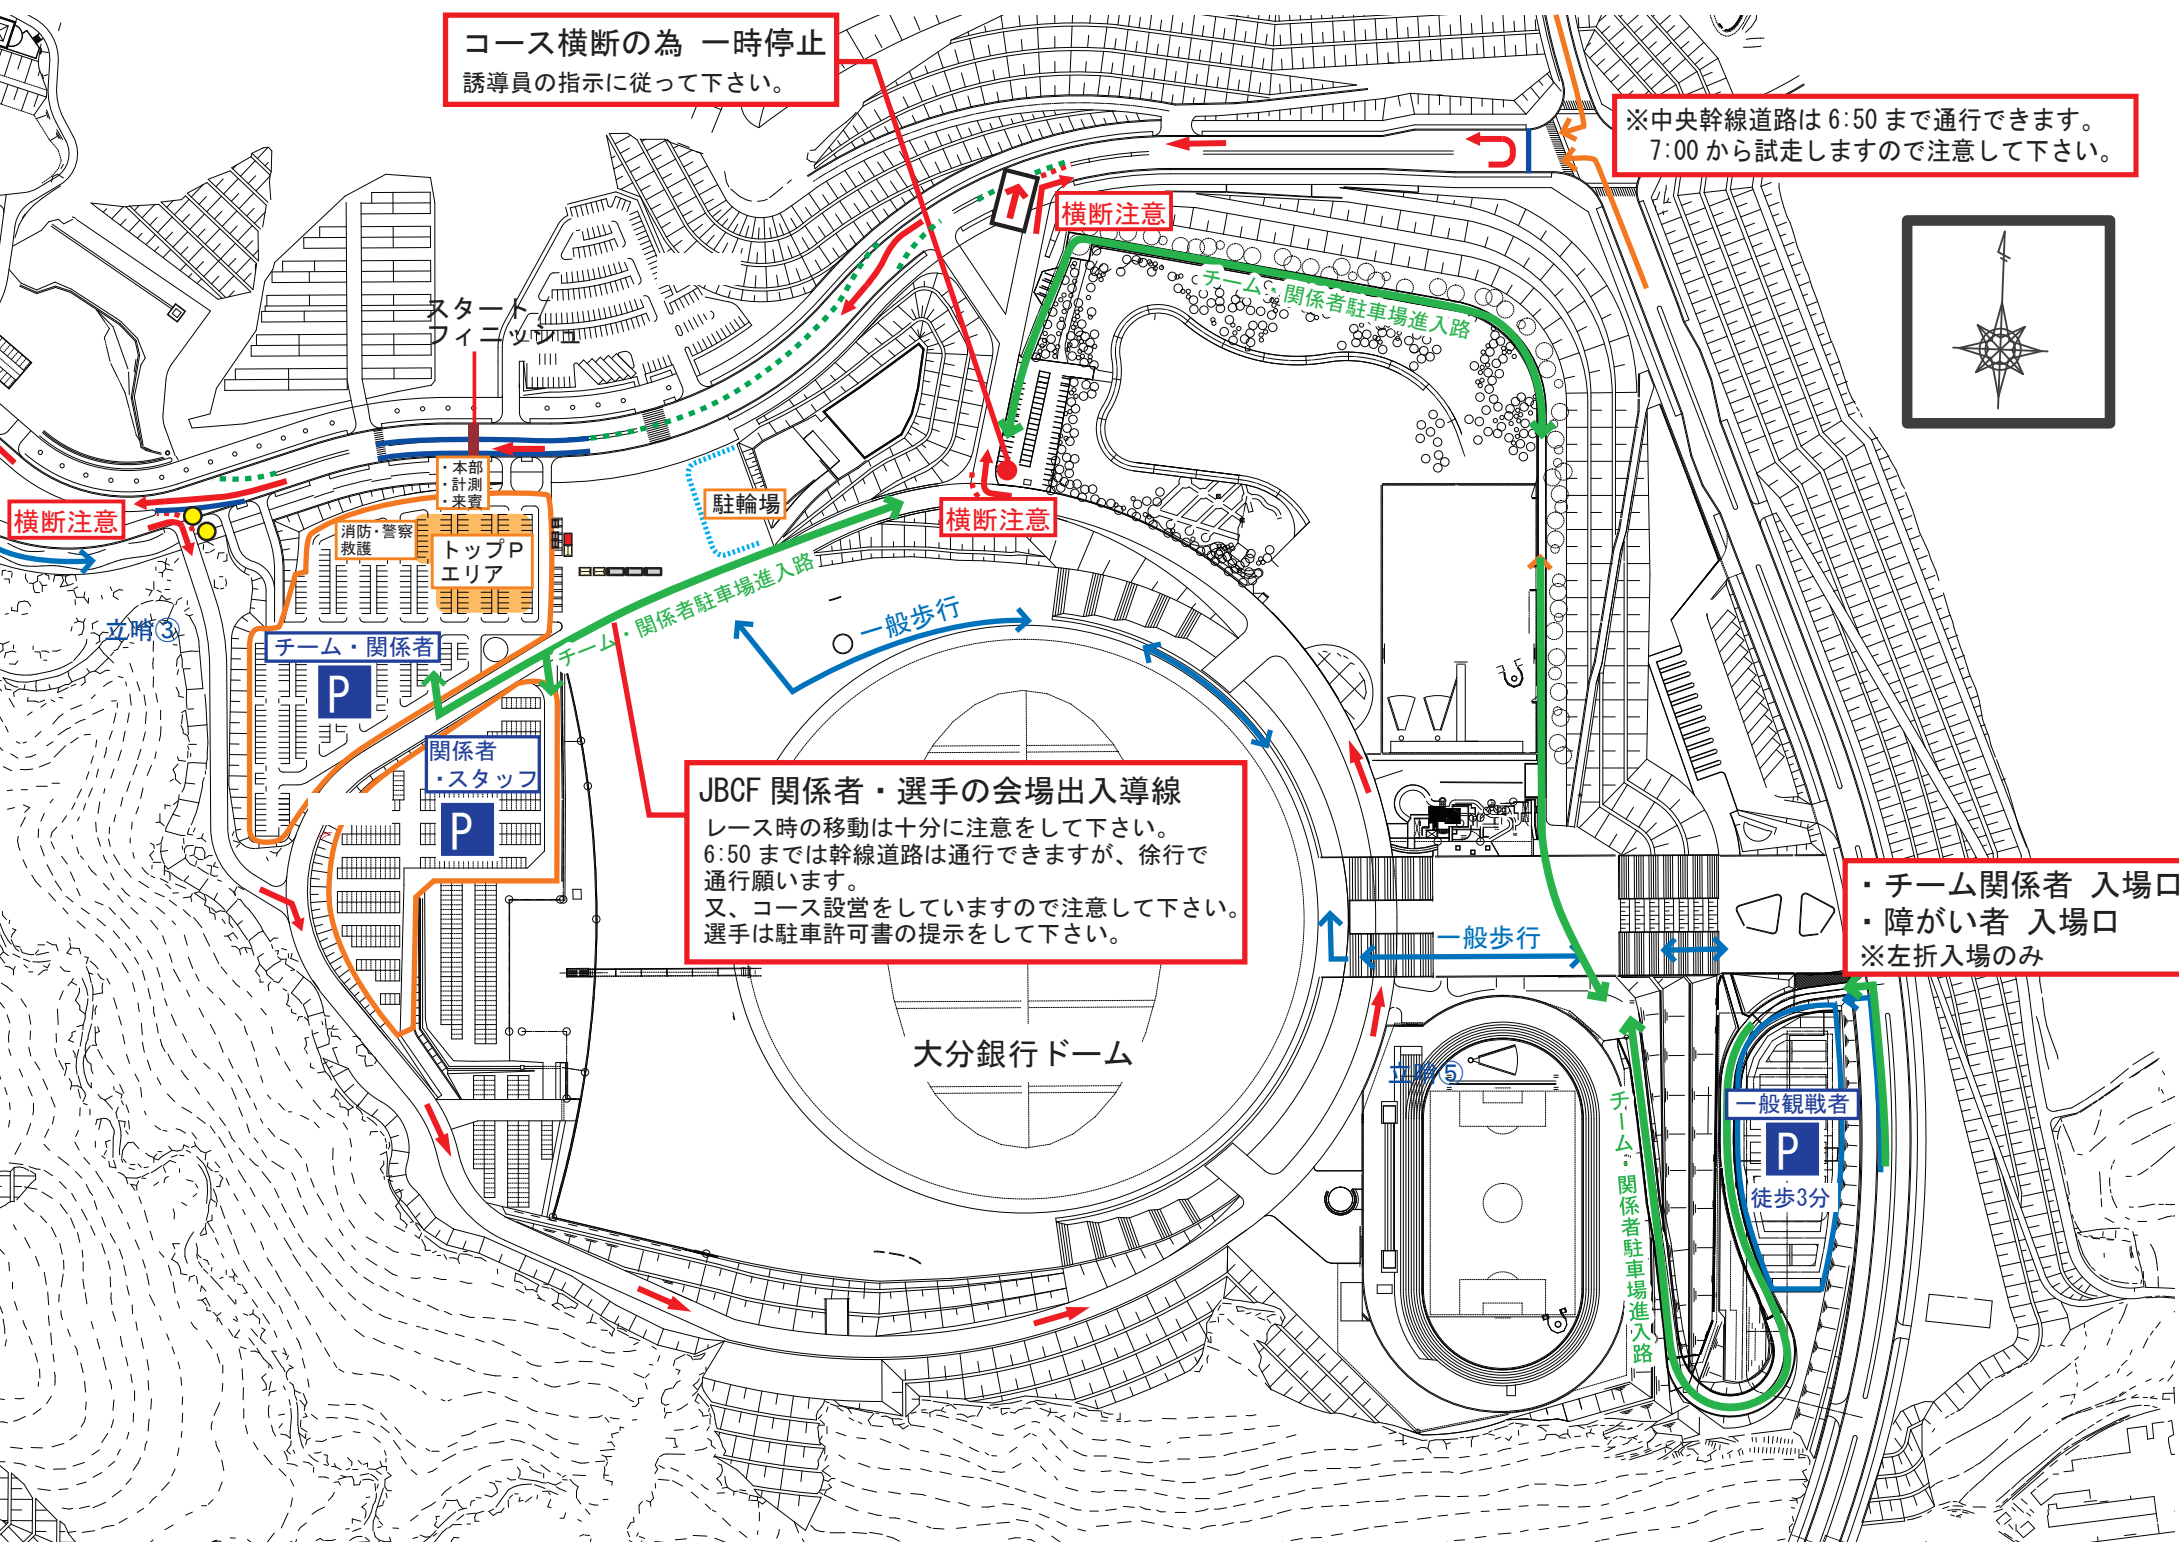 コース横断の為 一時停止
誘導員の指示に従って下さい。
※中央幹線道路は 6:50 まで通行できます。
7:00 から試走しますので注意して下さい。
横断注意
チーム・関係者駐車場進入路
スタート
フィニッシュ
・本部
・計測
・来賓
駐輪場
横断注意
横断注意
消防・警察
救護
トップP
エリア
チーム・関係者駐車場進入路
一般歩行
立哨③
チーム・関係者
P
関係者
・スタッフ
P
JBCF 関係者・選手の会場出入導線
レース時の移動は十分に注意をして下さい。
6:50 までは幹線道路は通行できますが、徐行で
通行願います。
又、コース設営をしていますので注意して下さい。
選手は駐車許可書の提示をして下さい。
・チーム関係者 入場口
・障がい者 入場口
※左折入場のみ
一般歩行
大分銀行ドーム
立哨⑤
チーム・関係者駐車場進入路
一般観戦者
P
徒歩3分